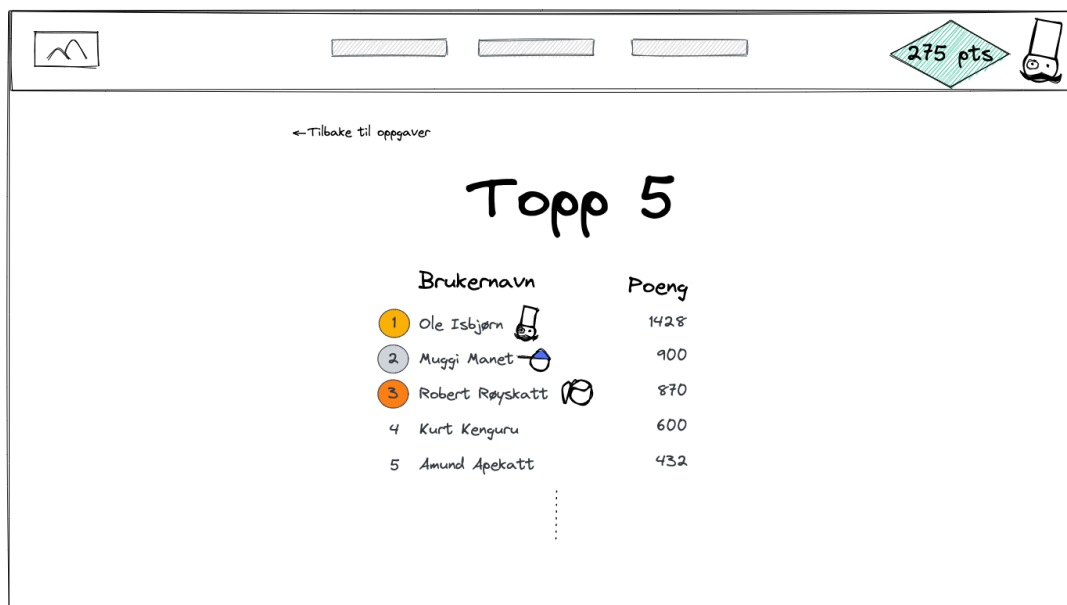 275 pts
←Tilbake til oppgaver
Topp 5
Brukernavn Poeng
1 Ole Isbjørn 1428
2 Muggi Manet 900
3 Robert Røyskatt 870
4 Kurt Kenguru 600
5 Amund Apekatt 432